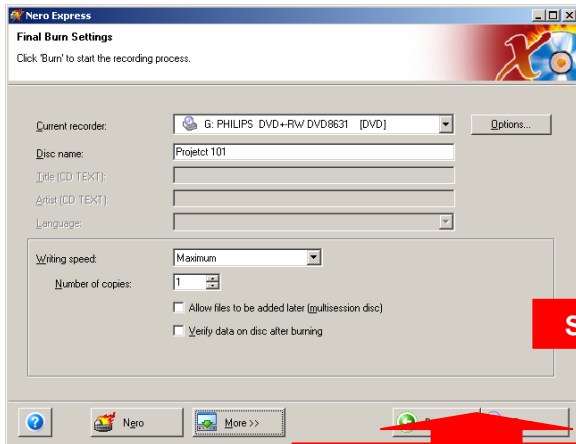 Nero Express
Final Burn Settings
Click 'Burn' to start the recording process.
Current recorder: G: PHILIPS DVD+-RW DVD8631 [DVD] Options...
Disc name: Projetct 101
Title (CD TEXT):
Artist (CD TEXT):
Language:
Writing speed: Maximum
Number of copies: 1
Allow files to be added later (multisession disc)
Verify data on disc after burning
S
Nero More >>